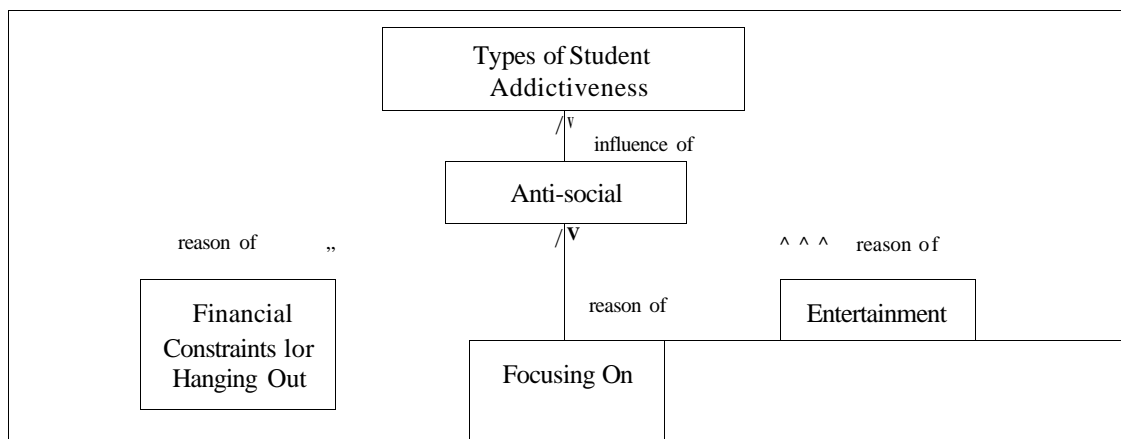 Types of Student
Addictiveness
influence of
Anti-social
reason of
„
^ ^ ^ reason of
reason of
Financial
Constraints lor
Hanging Out
Entertainment
Focusing On